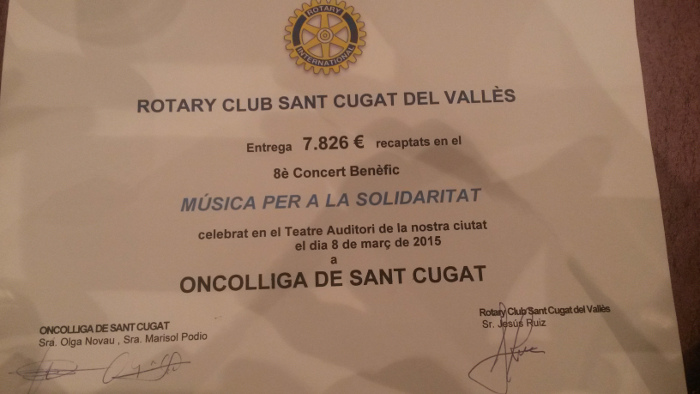 ROTARY
INTERNATIONAL
ROTARY CLUB SANT CUGAT DEL VALLÈS
Entrega 7.826 € recaptats en el
8è Concert Benèfic
MÚSICA PER A LA SOLIDARITAT
celebrat en el Teatre Auditori de la nostra ciutat
el dia 8 de març de 2015
a
ONCOLLIGA DE SANT CUGAT
ONCOLLIGA DE SANT CUGAT
Sra. Olga Novau , Sra. Marisol Podio
Rotary Club Sant Cugat del Vallès
Sr. Jesús Ruiz